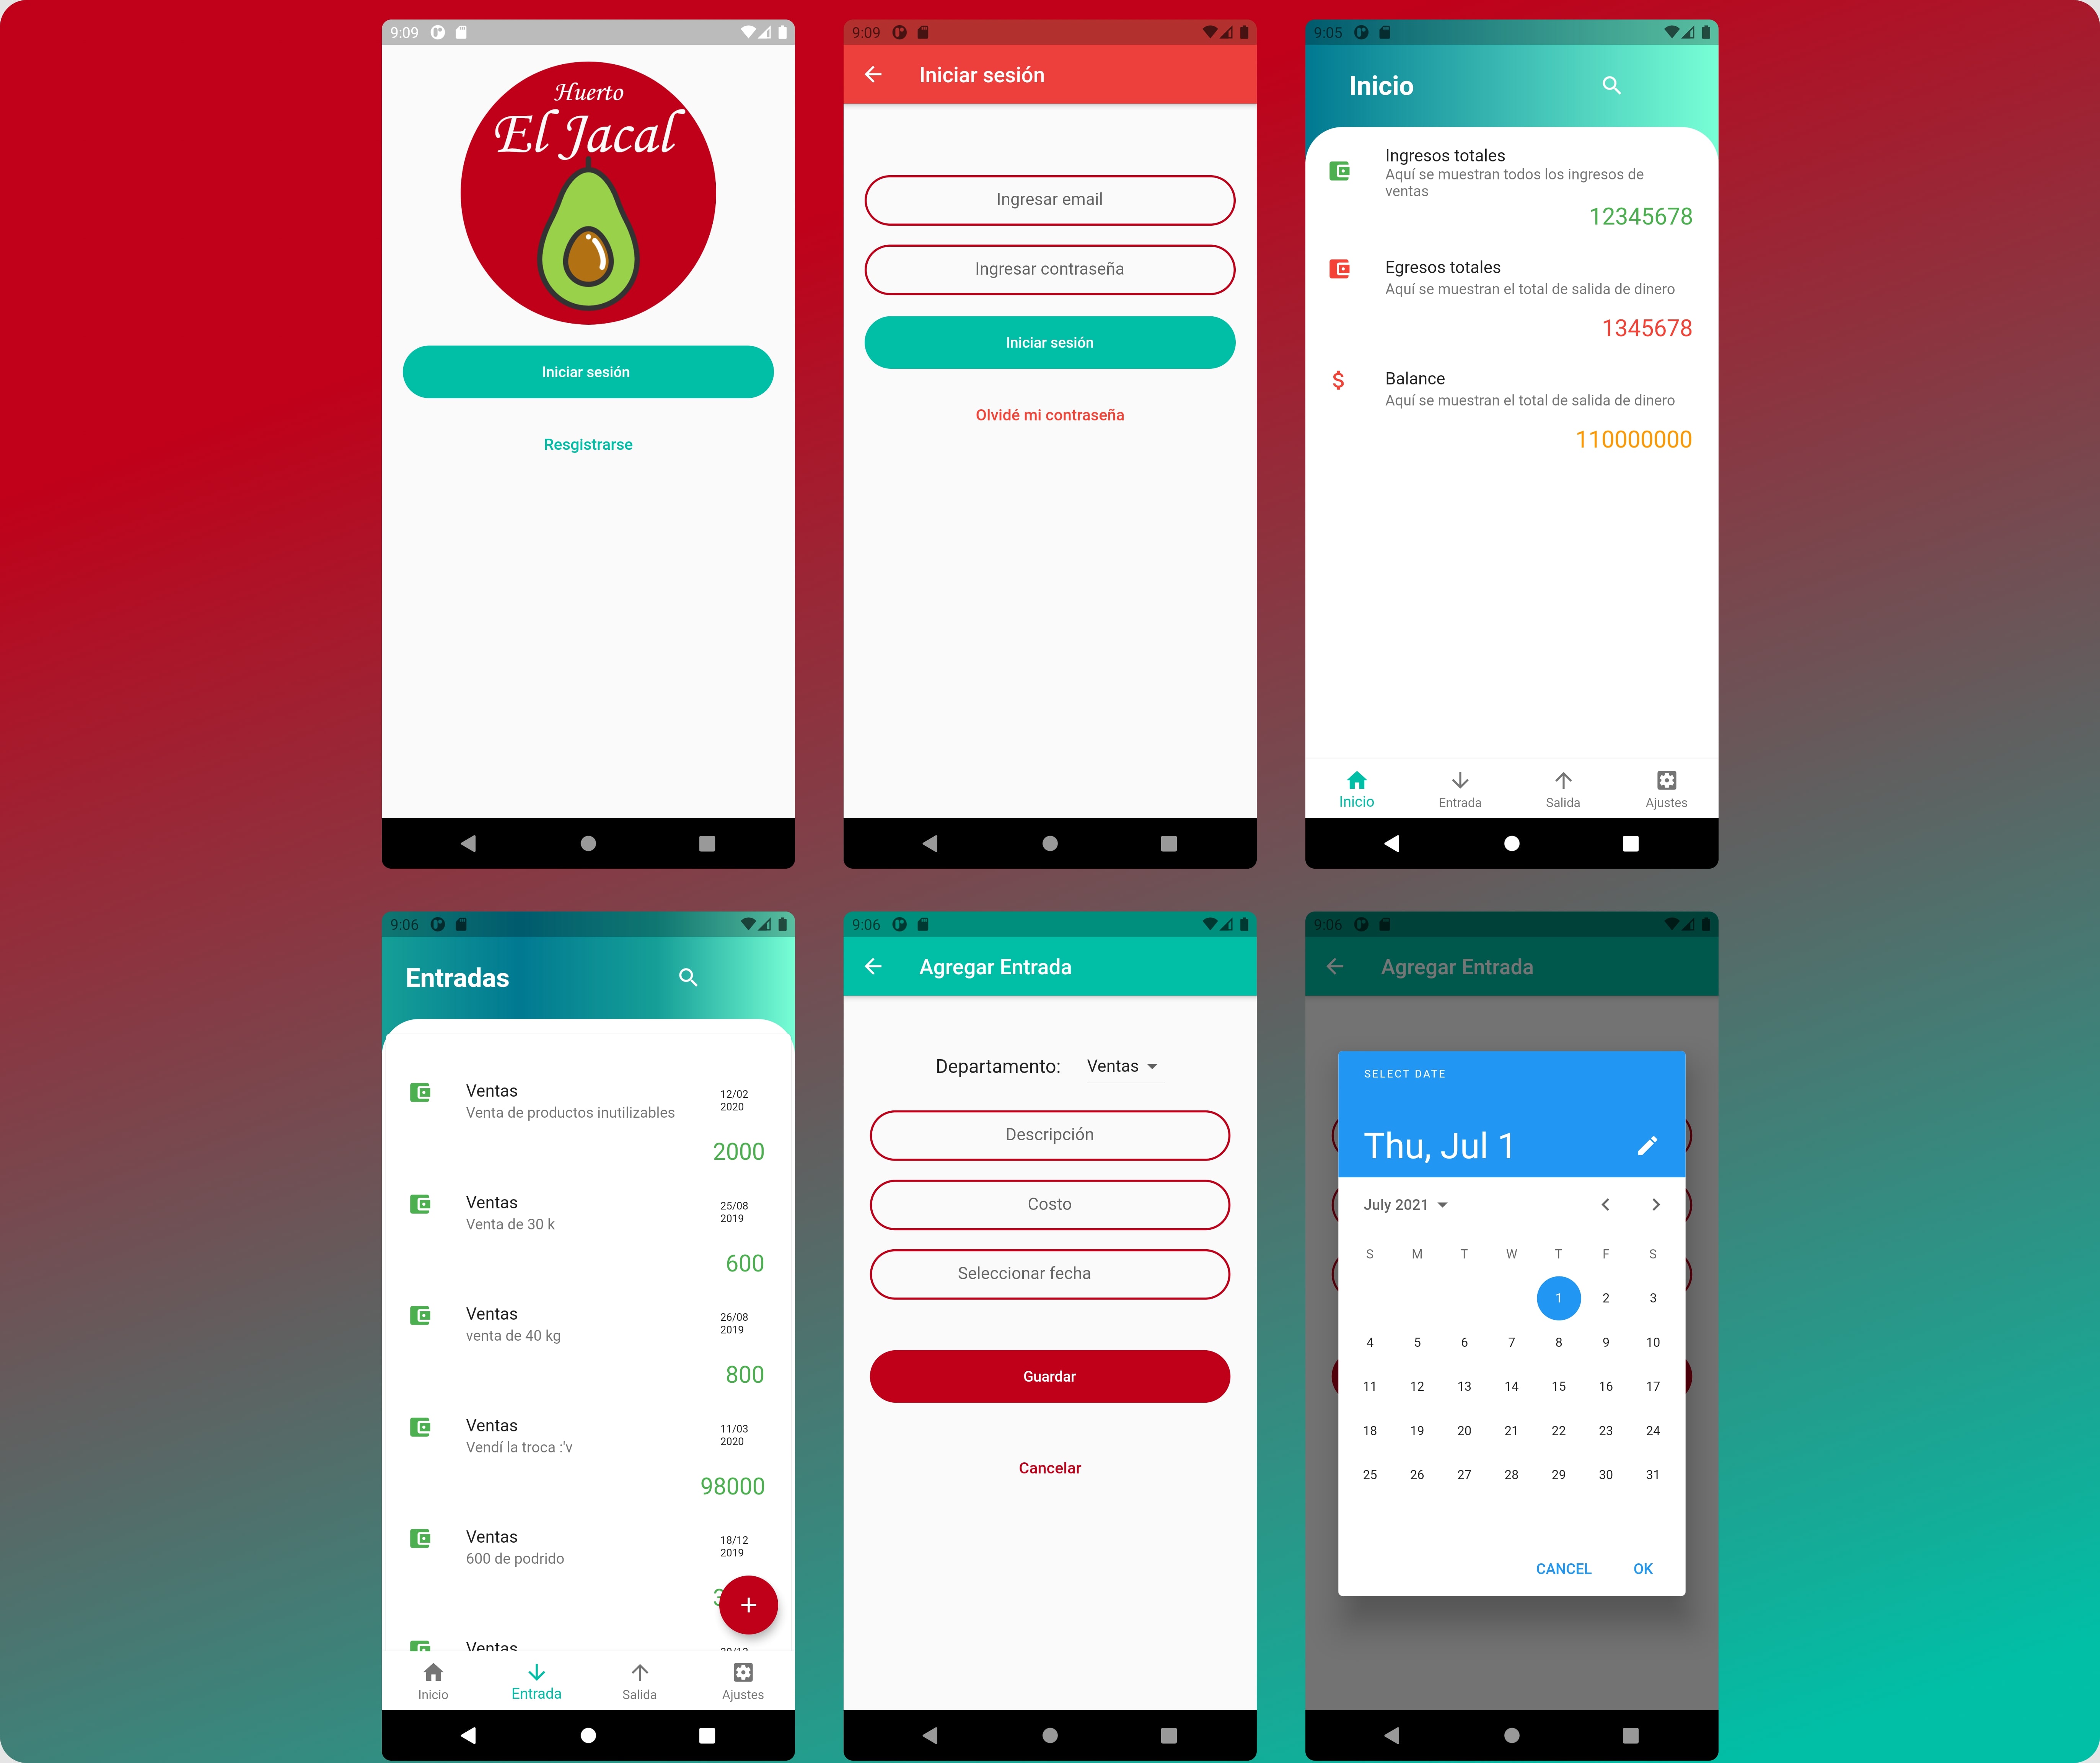 9:09
Huerto
El Jacal
Iniciar sesión
Resgistrarse
9:09
Iniciar sesión
Ingresar email
Ingresar contraseña
Iniciar sesión
Olvidé mi contraseña
9:05
Inicio
Ingresos totales
Aquí se muestran todos los ingresos de
ventas
12345678
Egresos totales
Aquí se muestran el total de salida de dinero
1345678
Balance
Aquí se muestran el total de salida de dinero
110000000
Inicio Entrada Salida Ajustes
9:06
Entradas
Ventas
12/02
2020
Venta de productos inutilizables
2000
Ventas
25/08
2019
Venta de 30 k
600
Ventas
26/08
2019
venta de 40 kg
800
Ventas
11/03
2020
Vendí la troca :'v
98000
Ventas
18/12
2019
600 de podrido
Ventas
Inicio Entrada Salida Ajustes
9:06
Agregar Entrada
Departamento: Ventas
Descripción
Costo
Seleccionar fecha
Guardar
Cancelar
9:06
Agregar Entrada
SELECT DATE
Thu, Jul 1
July 2021
S M T W T F S
1 2 3
4 5 6 7 8 9 10
11 12 13 14 15 16 17
18 19 20 21 22 23 24
25 26 27 28 29 30 31
CANCEL OK